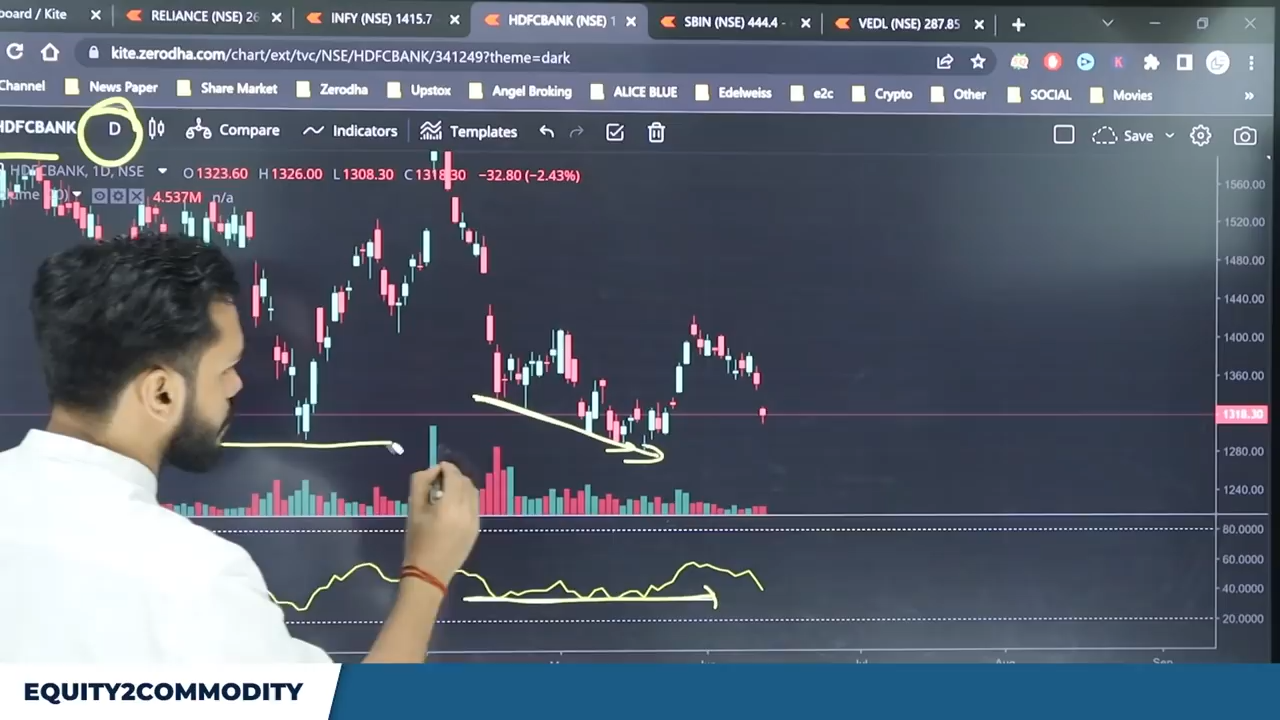 board / Kite RELIANCE (NSE) 26 INFY (NSE) 1415.7 HDFCBANK (NSE) 1 SBIN (NSE) 444.4 - VEDL (NSE) 287.85
kite.zerodha.com/chart/ext/tvc/NSE/HDFCBANK/341249?theme=dark
Channel News Paper Share Market Zerodha Upstox Angel Broking ALICE BLUE Edelweiss e2c Crypto Other SOCIAL Movies »
HDFCBANK D Compare Indicators Templates Save
HDFCBANK, 1D, NSE O1323.60 H1326.00 L1308.30 C1318.30 −32.80 (−2.43%)
4.537M n/a
1560.00
1520.00
1480.00
1440.00
1400.00
1360.00
1318.30
1280.00
1240.00
80.0000
60.0000
40.0000
20.0000
Jul Aug Sep
EQUITY2COMMODITY